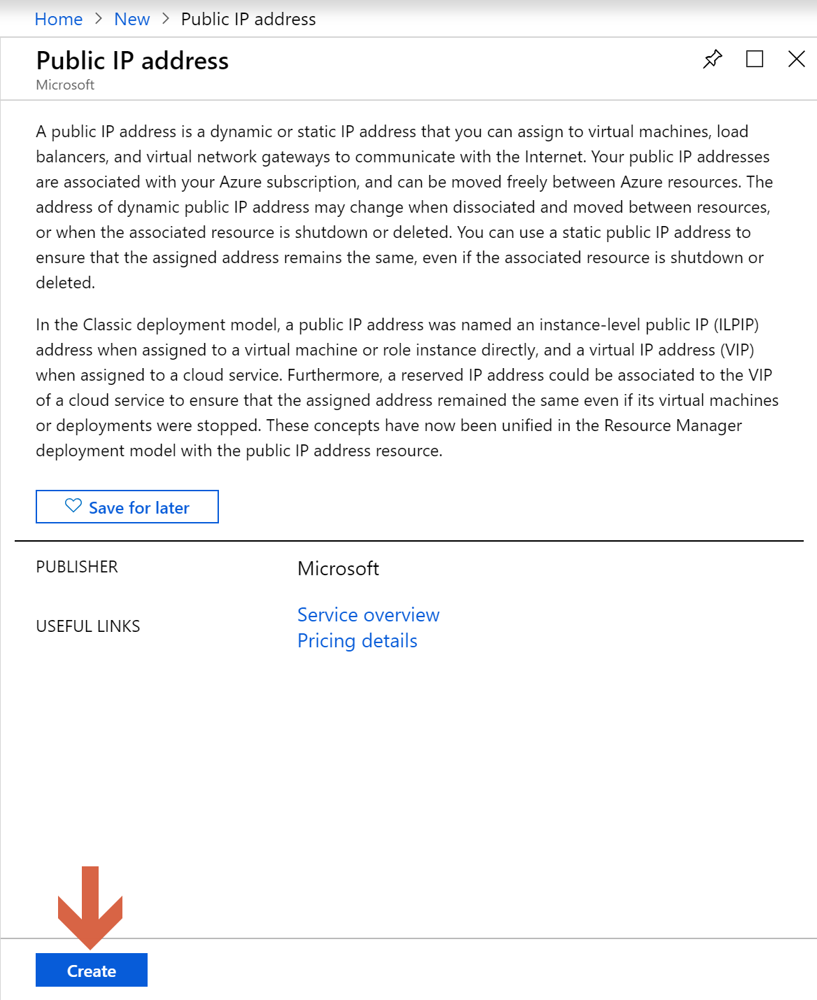 Home > New > Public IP address
Public IP address
Microsoft
A public IP address is a dynamic or static IP address that you can assign to virtual machines, load
balancers, and virtual network gateways to communicate with the Internet. Your public IP addresses
are associated with your Azure subscription, and can be moved freely between Azure resources. The
address of dynamic public IP address may change when dissociated and moved between resources,
or when the associated resource is shutdown or deleted. You can use a static public IP address to
ensure that the assigned address remains the same, even if the associated resource is shutdown or
deleted.
In the Classic deployment model, a public IP address was named an instance-level public IP (ILPIP)
address when assigned to a virtual machine or role instance directly, and a virtual IP address (VIP)
when assigned to a cloud service. Furthermore, a reserved IP address could be associated to the VIP
of a cloud service to ensure that the assigned address remained the same even if its virtual machines
or deployments were stopped. These concepts have now been unified in the Resource Manager
deployment model with the public IP address resource.
Save for later
PUBLISHER Microsoft
USEFUL LINKS Service overview
Pricing details
Create